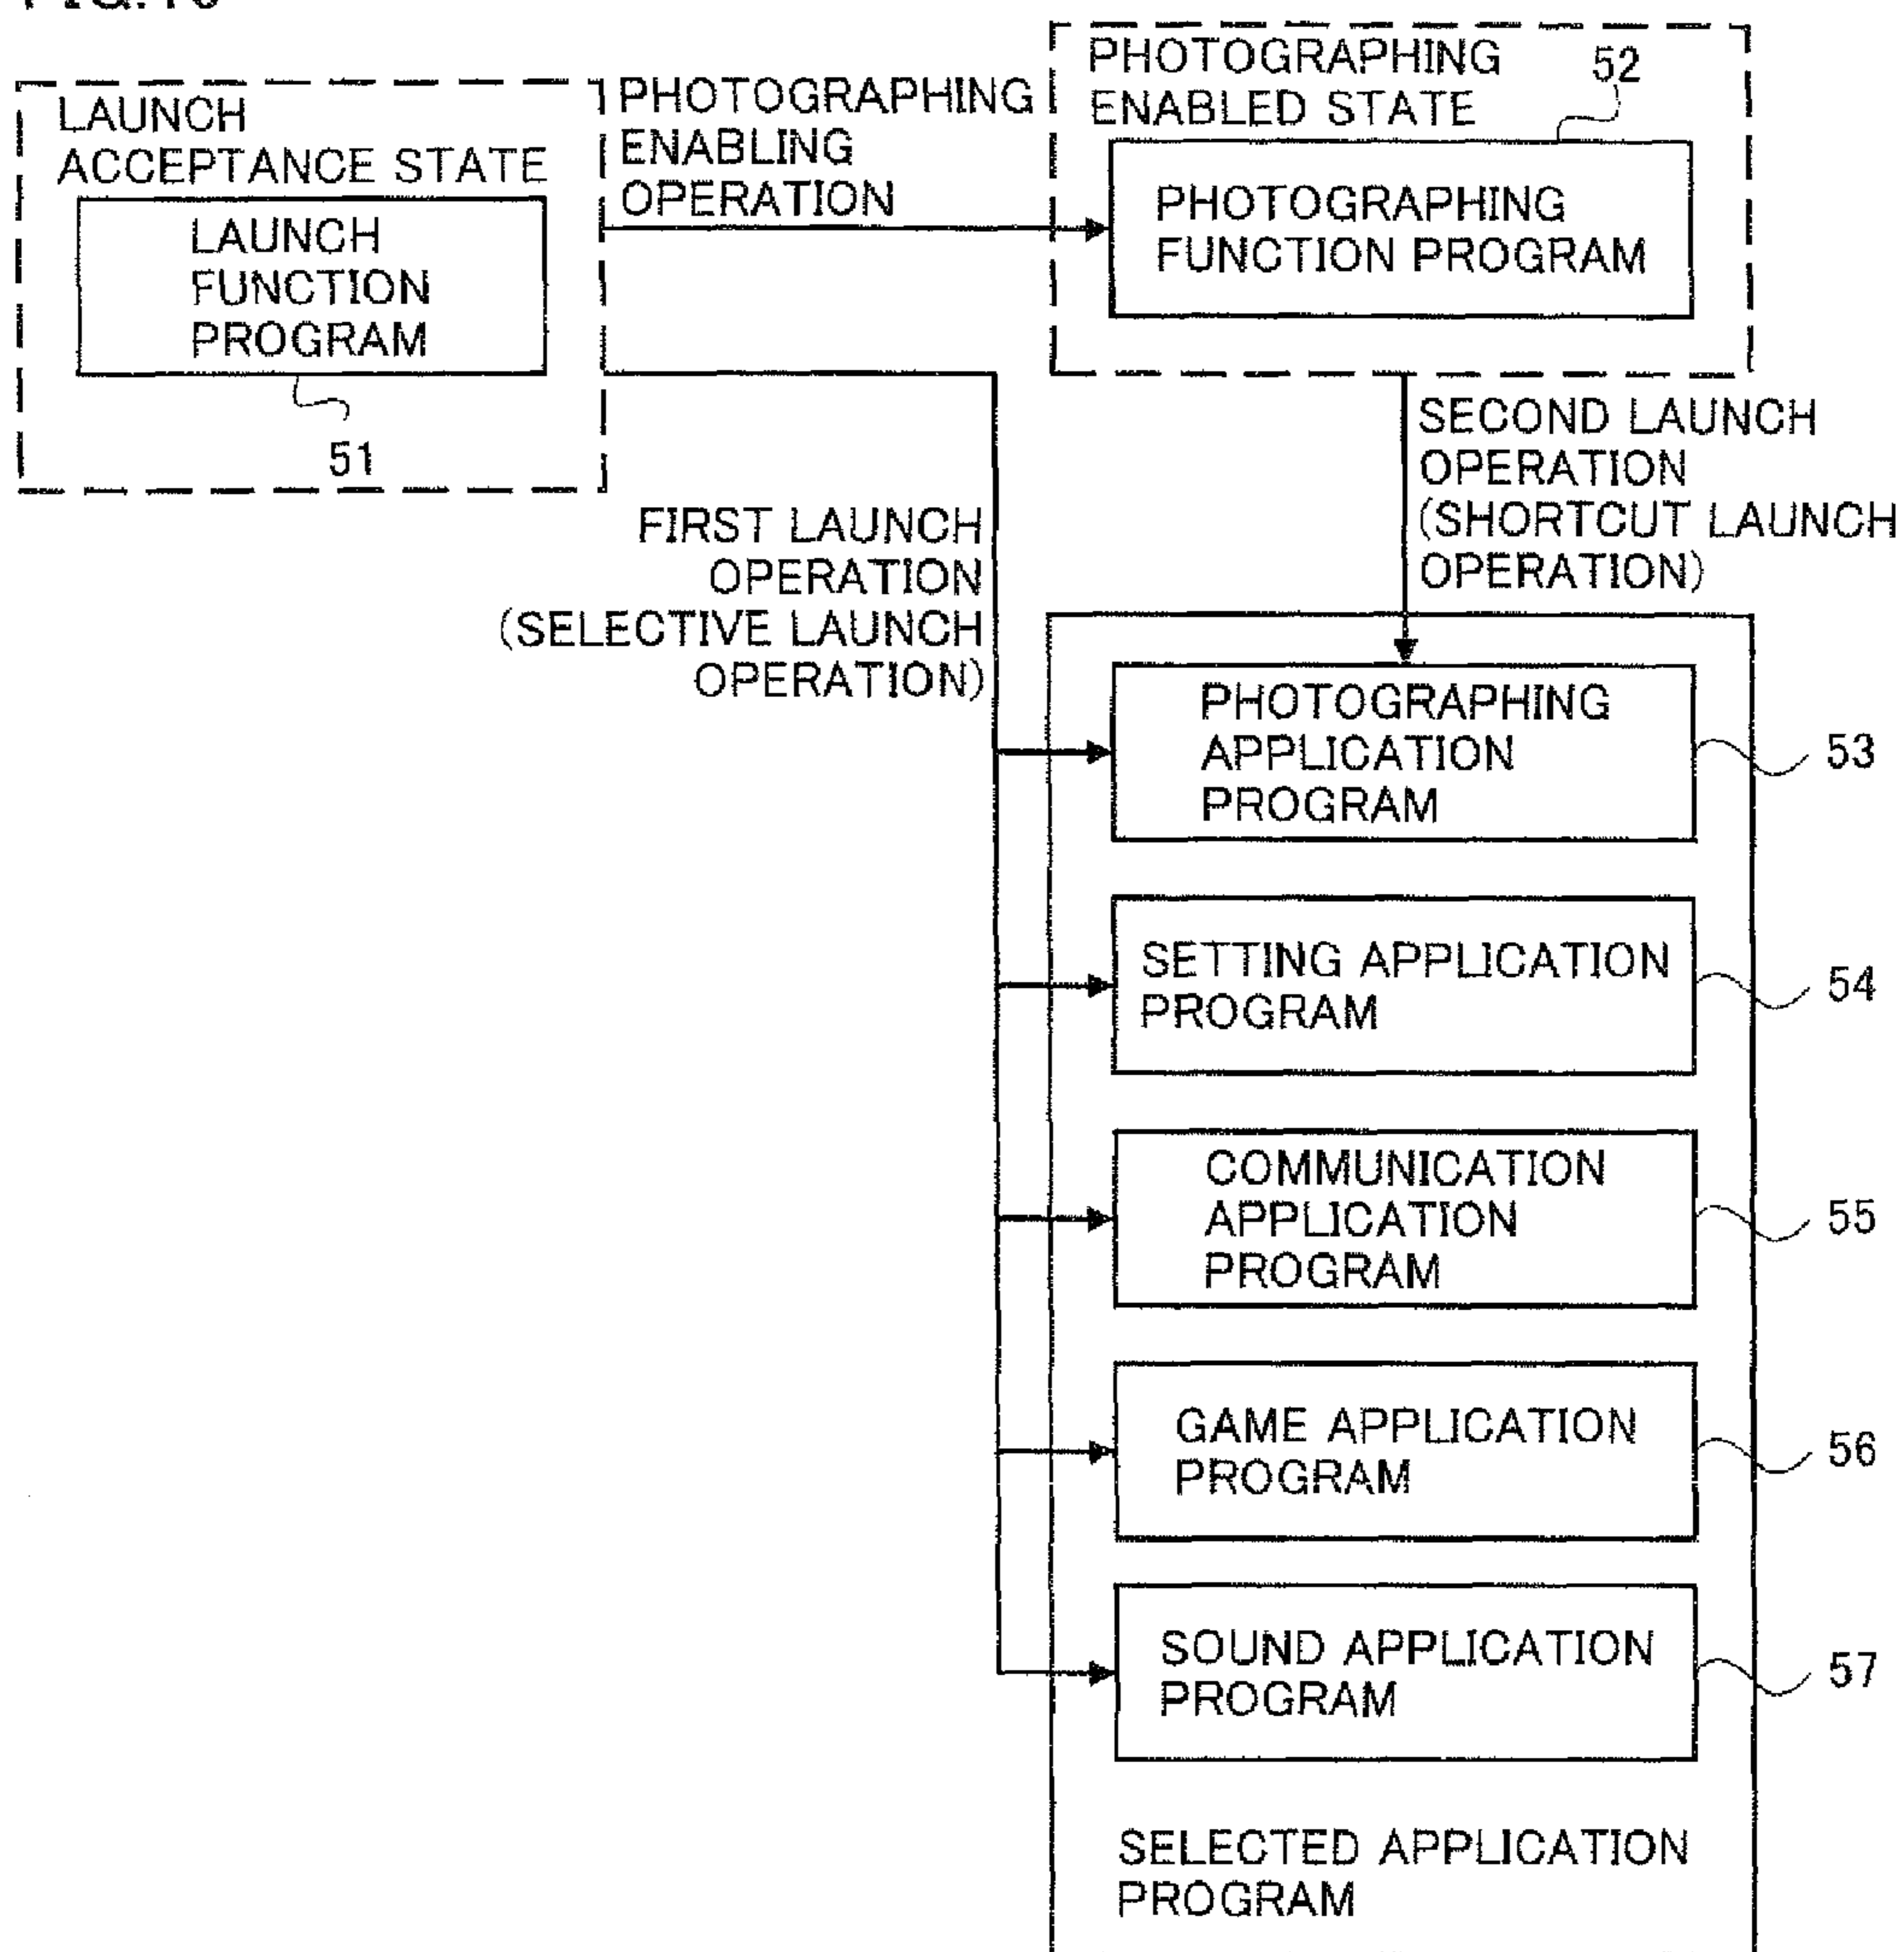 LAUNCH
ACCEPTANCE STATE
LAUNCH
FUNCTION
PROGRAM
51
PHOTOGRAPHING
ENABLING
OPERATION
PHOTOGRAPHING
ENABLED STATE
52
PHOTOGRAPHING
FUNCTION PROGRAM
FIRST LAUNCH
OPERATION
(SELECTIVE LAUNCH
OPERATION)
SECOND LAUNCH
OPERATION
(SHORTCUT LAUNCH
OPERATION)
PHOTOGRAPHING
APPLICATION
PROGRAM
53
SETTING APPLICATION
PROGRAM
54
COMMUNICATION
APPLICATION
PROGRAM
55
GAME APPLICATION
PROGRAM
56
SOUND APPLICATION
PROGRAM
57
SELECTED APPLICATION
PROGRAM